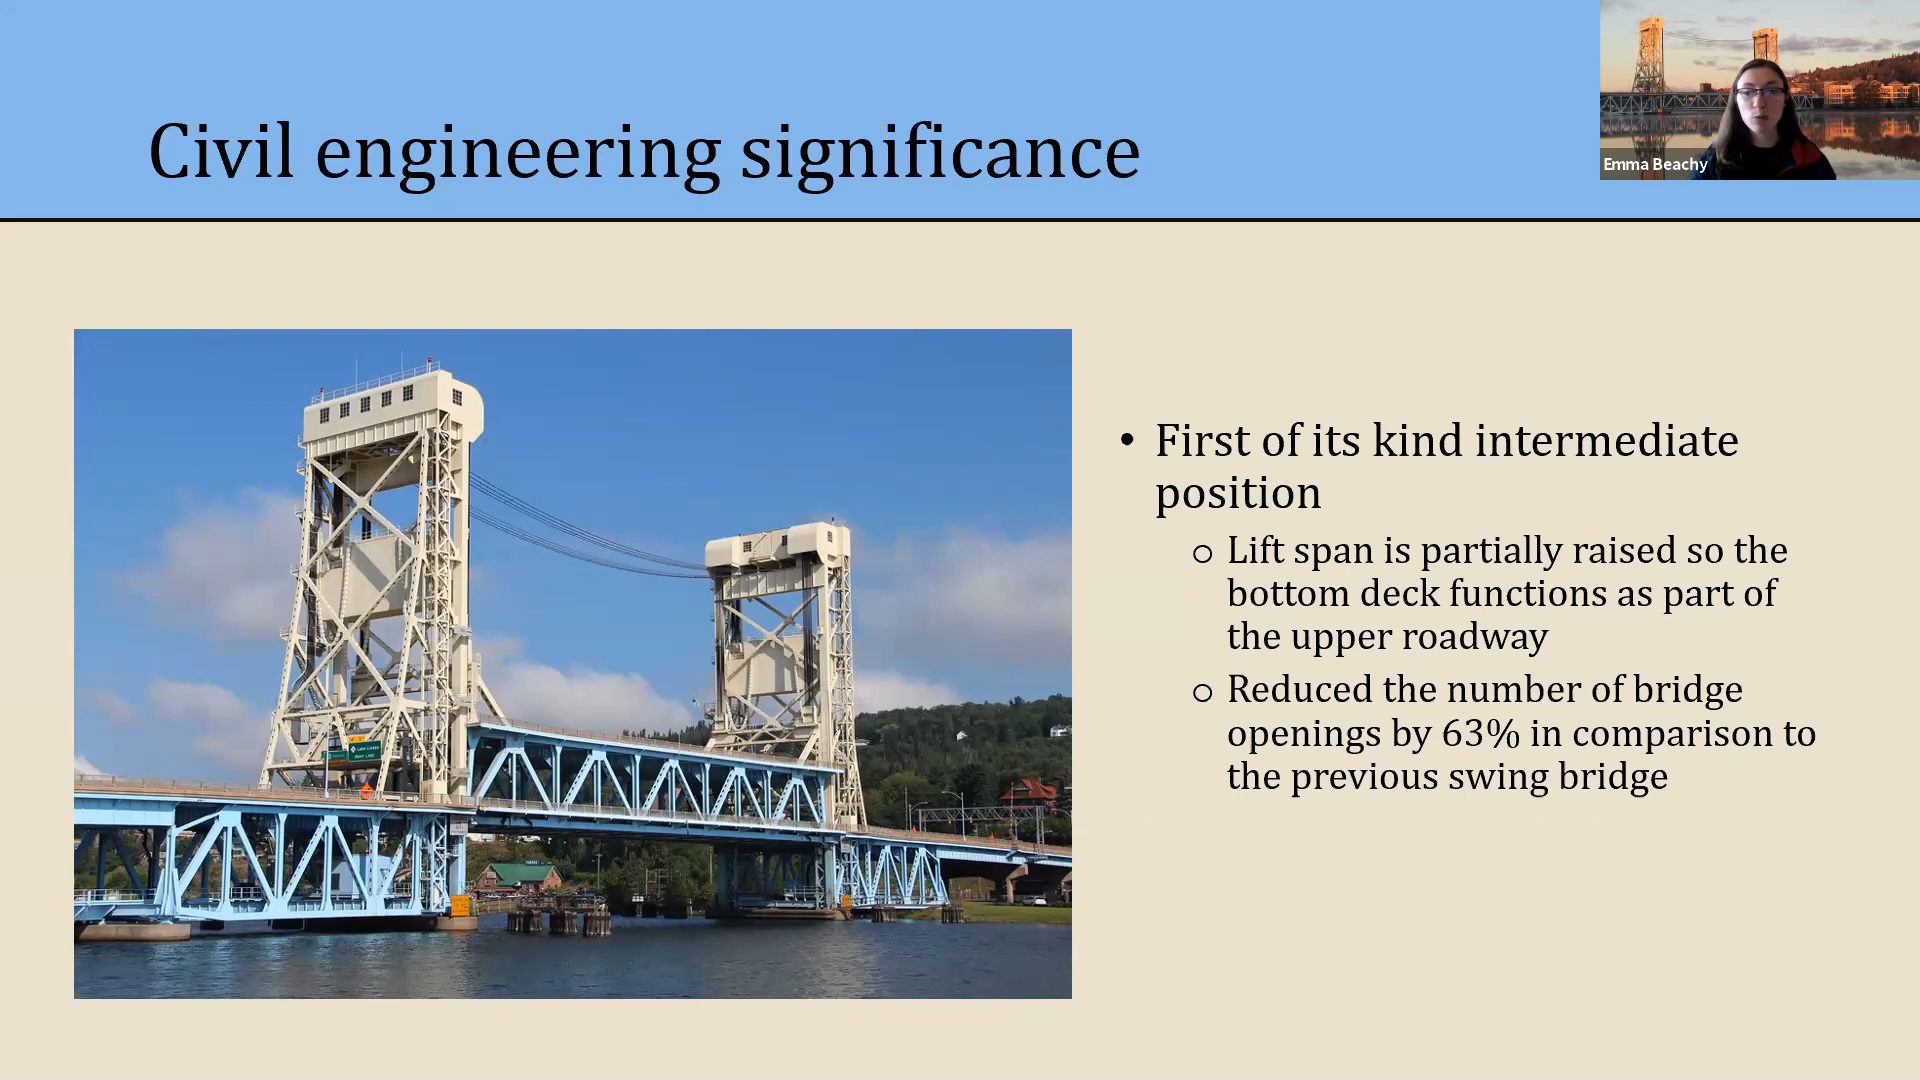 Civil engineering significance
Emma Beachy
• First of its kind intermediate
position
o Lift span is partially raised so the
bottom deck functions as part of
the upper roadway
o Reduced the number of bridge
openings by 63% in comparison to
the previous swing bridge